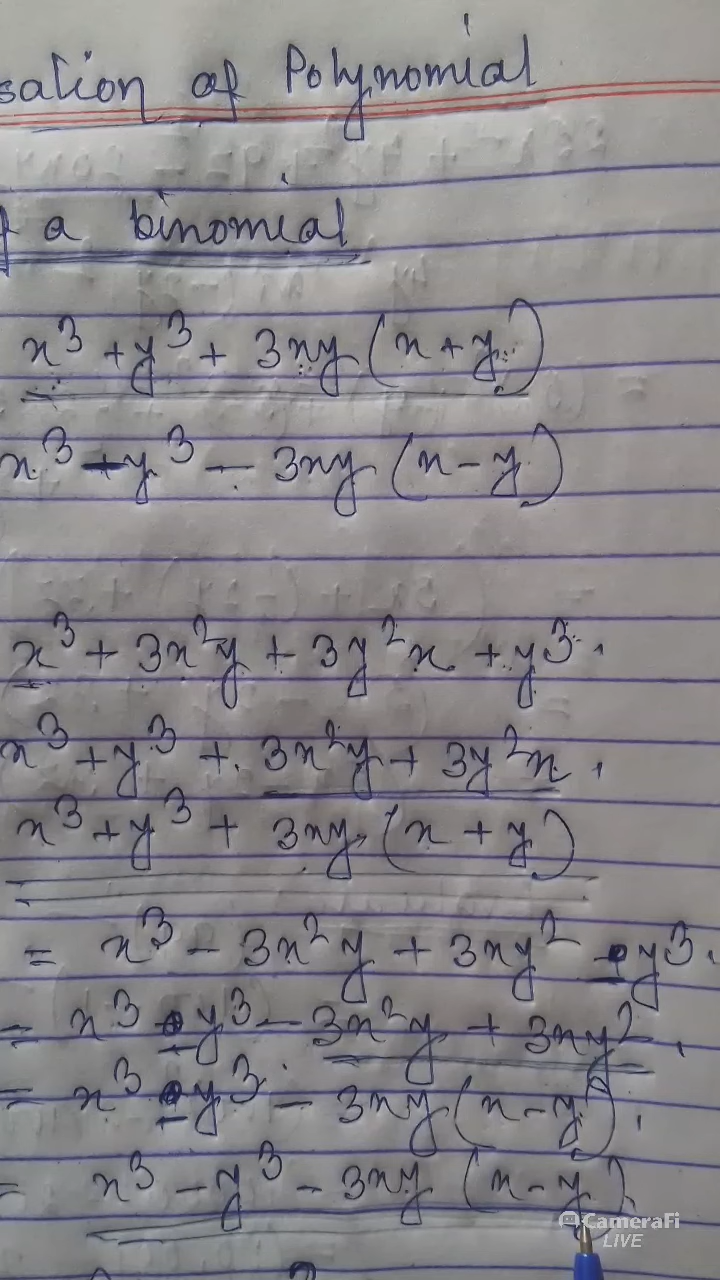 sation of Polynomial
f a binomial
x³ + y³ + 3xy (x + y)
x³ - y³ - 3xy (x - y)
x³ + 3x²y + 3y²x + y³.
x³ + y³ + 3x²y + 3y²x.
x³ + y³ + 3xy (x + y)
= x³ - 3x²y + 3xy² - y³.
= x³ - y³ - 3x²y + 3xy².
= x³ - y³ - 3xy (x - y).
= x³ - y³ - 3xy (x - y).
CameraFi
LIVE